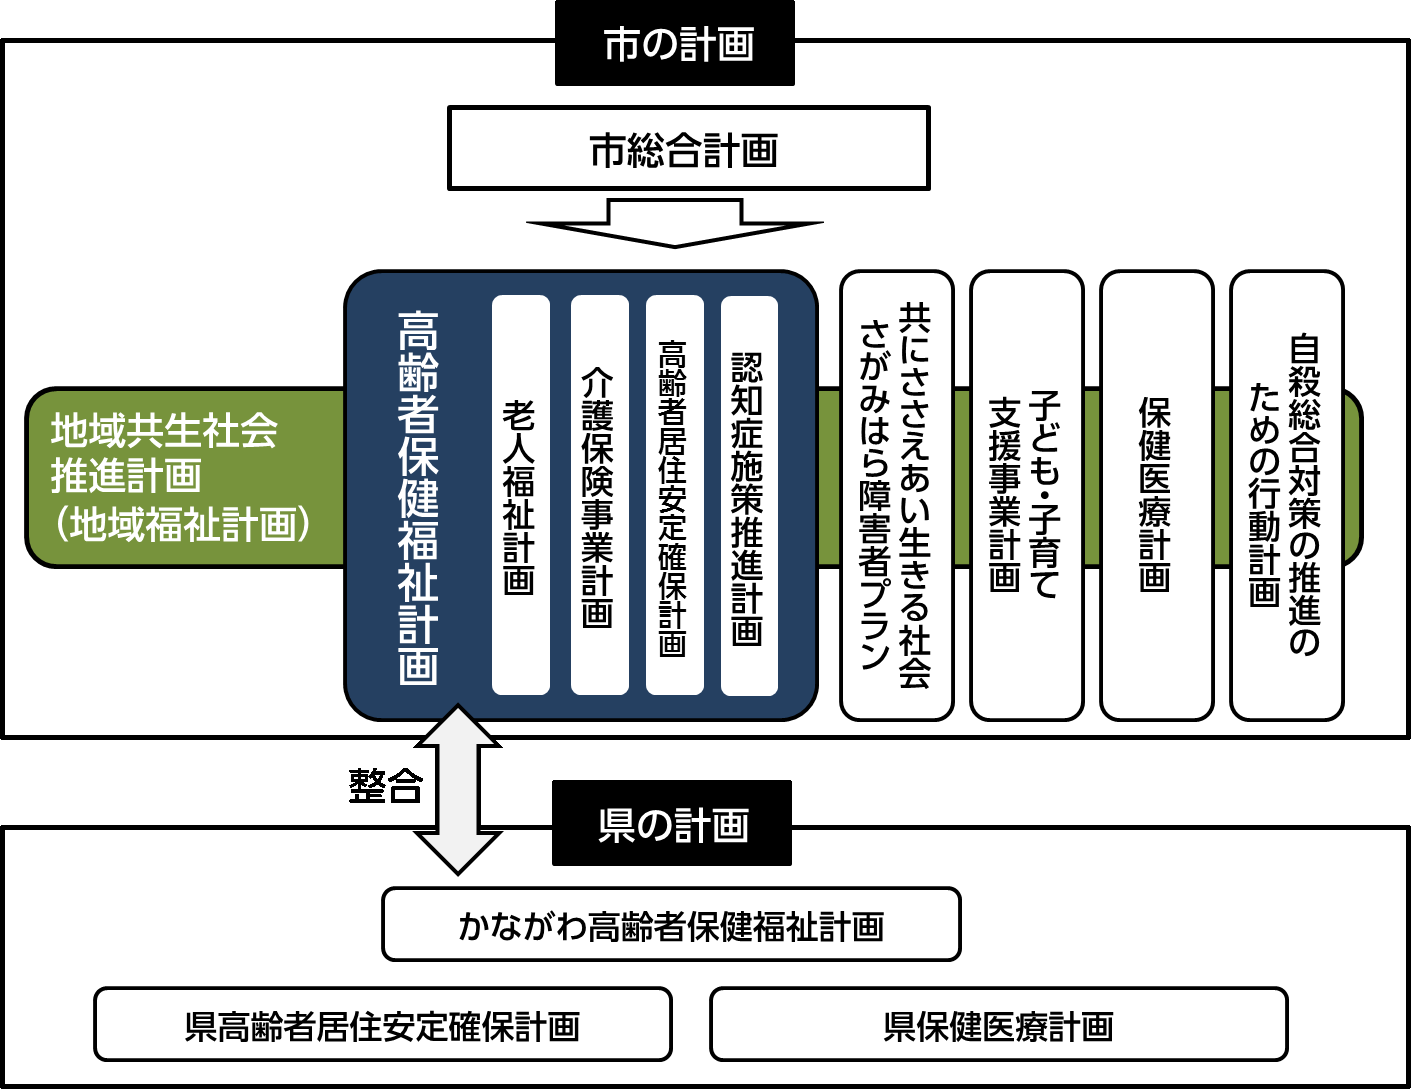 市の計画
市総合計画
地域共生社会
推進計画
（地域福祉計画）
高齢者保健福祉計画
老人福祉計画
介護保険事業計画
高齢者居住安定確保計画
認知症施策推進計画
共にささえあい生きる社会
さがみはら障害者プラン
子ども・子育て
支援事業計画
保健医療計画
自殺総合対策の推進の
ための行動計画
整合
県の計画
かながわ高齢者保健福祉計画
県高齢者居住安定確保計画
県保健医療計画